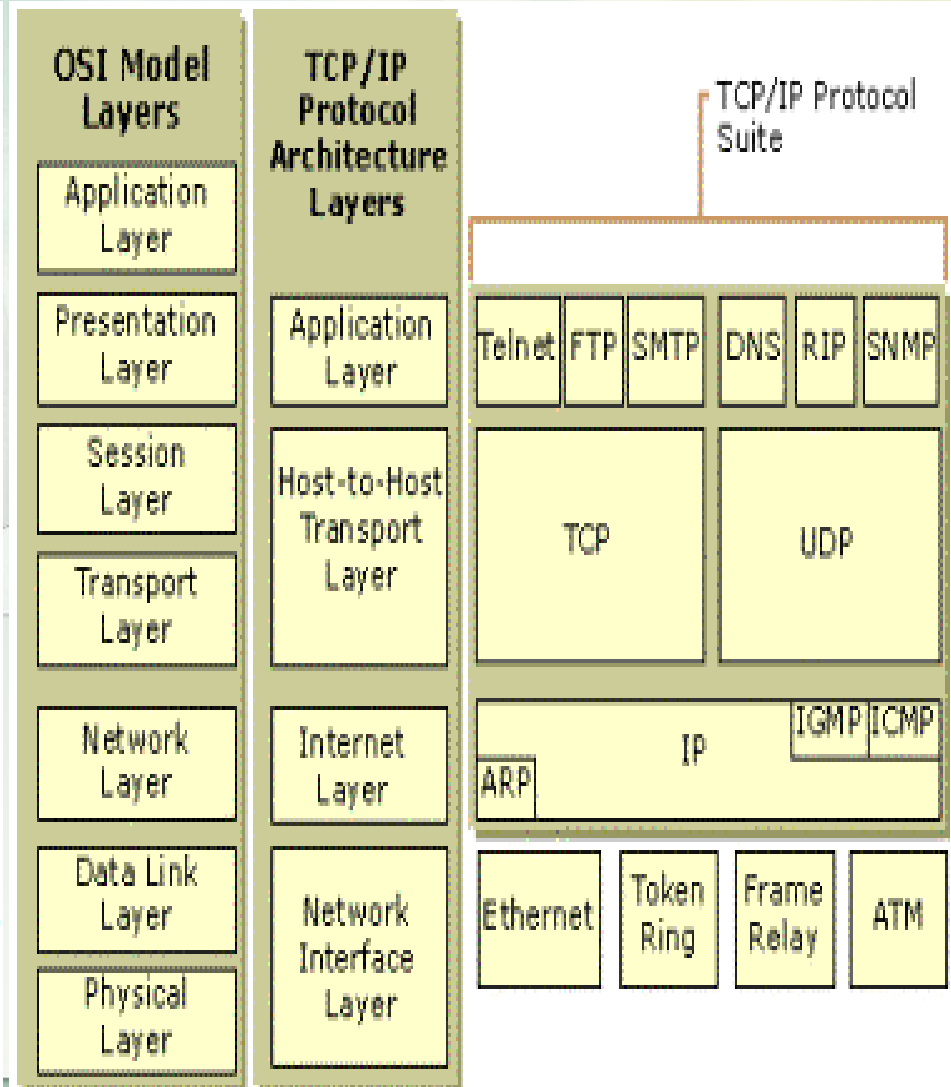 OSI Model
Layers
Application
Layer
Presentation
Layer
Session
Layer
Transport
Layer
Network
Layer
Data Link
Layer
Physical
Layer
TCP/IP
Protocol
Architecture
Layers
Application
Layer
Host-to-Host
Transport
Layer
Internet
Layer
Network
Interface
Layer
TCP/IP Protocol
Suite
Telnet
FTP
SMTP
DNS
RIP
SNMP
TCP
UDP
IP
IGMP
ICMP
ARP
Ethernet
Token
Ring
Frame
Relay
ATM